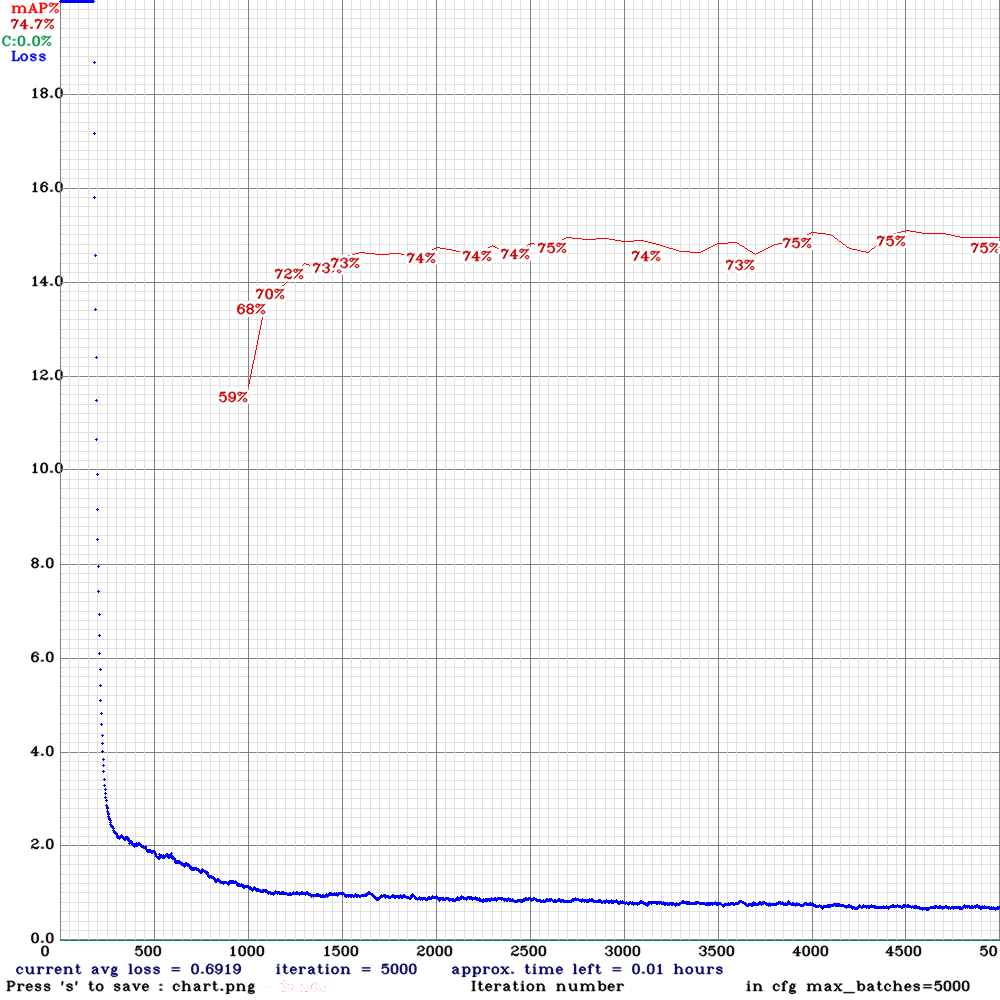 mAP%
74.7%
C:0.0%
Loss
18.0
16.0
75% 75% 75% 75%
74% 74% 74% 74% 73%
72% 73% 73%
14.0
70%
68%
12.0
59%
10.0
8.0
6.0
4.0
2.0
0.0
0 500 1000 1500 2000 2500 3000 3500 4000 4500 50
current avg loss = 0.6919 iteration = 5000 approx. time left = 0.01 hours
Press 's' to save : chart.png Iteration number in cfg max_batches=5000